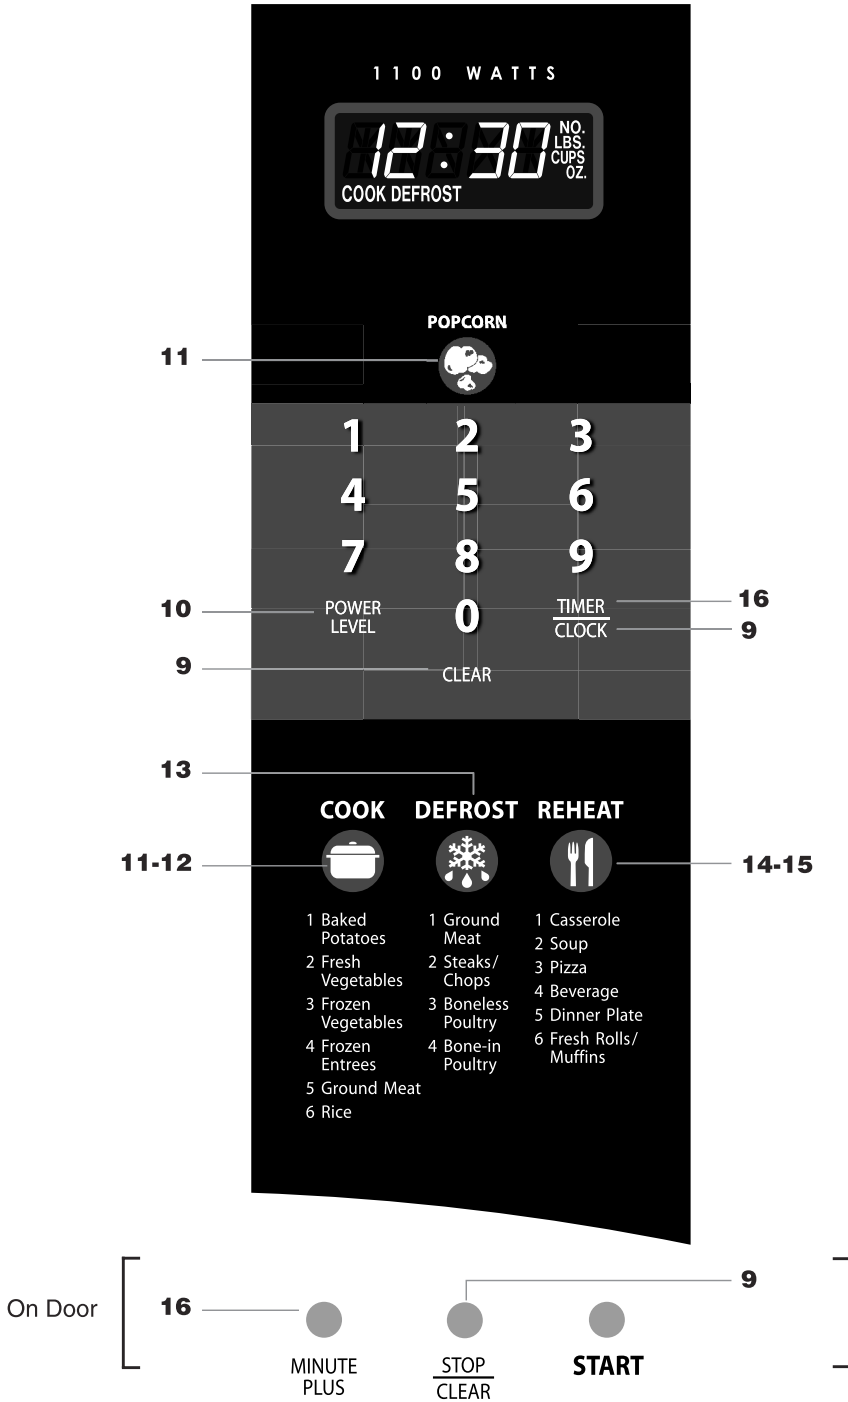 1100 WATTS
12:30
NO.
LBS.
CUPS
OZ.
COOK DEFROST
POPCORN
11
1 2 3
4 5 6
7 8 9
10
POWER
LEVEL
0
TIMER
CLOCK
16
9
9
CLEAR
13
COOK DEFROST REHEAT
11-12
14-15
1 Baked
Potatoes
2 Fresh
Vegetables
3 Frozen
Vegetables
4 Frozen
Entrees
5 Ground Meat
6 Rice
1 Ground
Meat
2 Steaks/
Chops
3 Boneless
Poultry
4 Bone-in
Poultry
1 Casserole
2 Soup
3 Pizza
4 Beverage
5 Dinner Plate
6 Fresh Rolls/
Muffins
On Door
16
9
MINUTE
PLUS
STOP
CLEAR
START